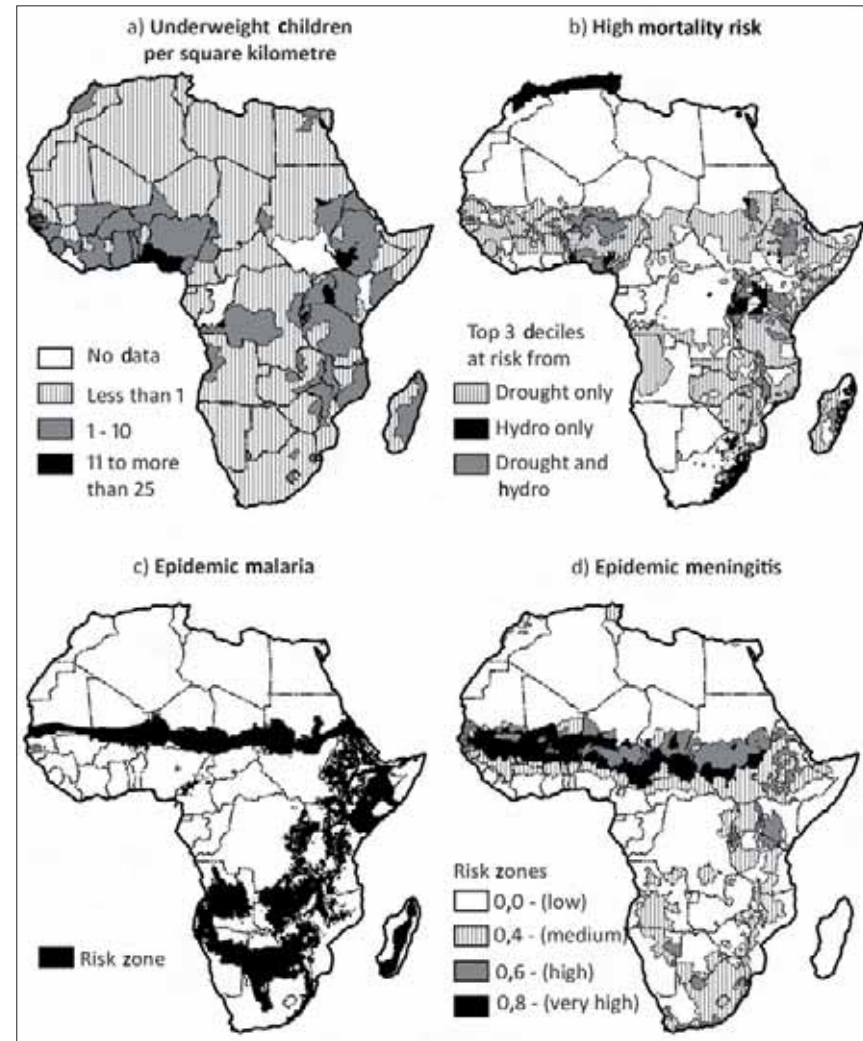 a) Underweight children
per square kilometre
No data
Less than 1
1 - 10
11 to more
than 25
b) High mortality risk
Top 3 deciles
at risk from
Drought only
Hydro only
Drought and
hydro
c) Epidemic malaria
Risk zone
d) Epidemic meningitis
Risk zones
0,0 - (low)
0,4 - (medium)
0,6 - (high)
0,8 - (very high)